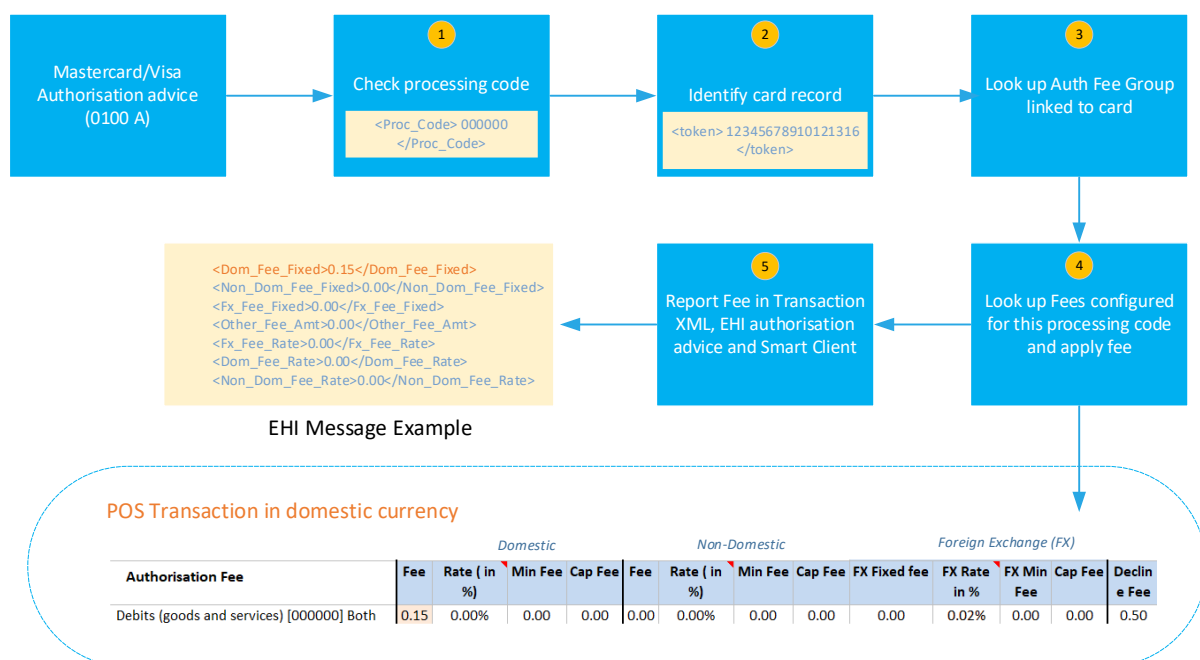 Mastercard/Visa
Authorisation advice
(0100 A)
1
Check processing code
<Proc_Code> 000000
</Proc_Code>
2
Identify card record
<token> 12345678910121316
</token>
3
Look up Auth Fee Group
linked to card
4
Look up Fees configured
for this processing code
and apply fee
5
Report Fee in Transaction
XML, EHI authorisation
advice and Smart Client
<Dom_Fee_Fixed>0.15</Dom_Fee_Fixed>
<Non_Dom_Fee_Fixed>0.00</Non_Dom_Fee_Fixed>
<Fx_Fee_Fixed>0.00</Fx_Fee_Fixed>
<Other_Fee_Amt>0.00</Other_Fee_Amt>
<Fx_Fee_Rate>0.00</Fx_Fee_Rate>
<Dom_Fee_Rate>0.00</Dom_Fee_Rate>
<Non_Dom_Fee_Rate>0.00</Non_Dom_Fee_Rate>
EHI Message Example
POS Transaction in domestic currency
Domestic Non-Domestic Foreign Exchange (FX)
Authorisation Fee Fee Rate ( in %) Min Fee Cap Fee Fee Rate ( in %) Min Fee Cap Fee FX Fixed fee FX Rate in % FX Min Fee Cap Fee Declin e Fee
Debits (goods and services) [000000] Both 0.15 0.00% 0.00 0.00 0.00 0.00% 0.00 0.00 0.00 0.02% 0.00 0.00 0.50